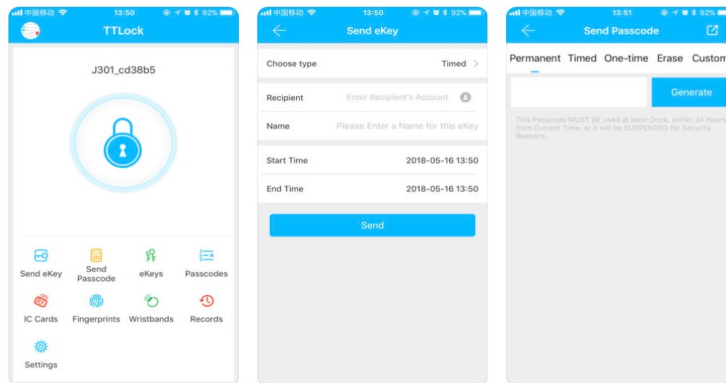 中国移动 13:50 92%
TTLock
J301_cd38b5
Send eKey
Send Passcode
eKeys
Passcodes
IC Cards
Fingerprints
Wristbands
Records
Settings
中国移动 13:50 92%
Send eKey
Choose type Timed
Recipient Enter Recipient's Account
Name Please Enter a Name for this eKey
Start Time 2018-05-16 13:50
End Time 2018-05-16 13:50
Send
中国移动 13:51 92%
Send Passcode
Permanent Timed One-time Erase Custom
Generate
This Passcode MUST BE used at least Once, within 24 Hours
from Current Time, or it will be SUSPENDED for Security
Reasons.